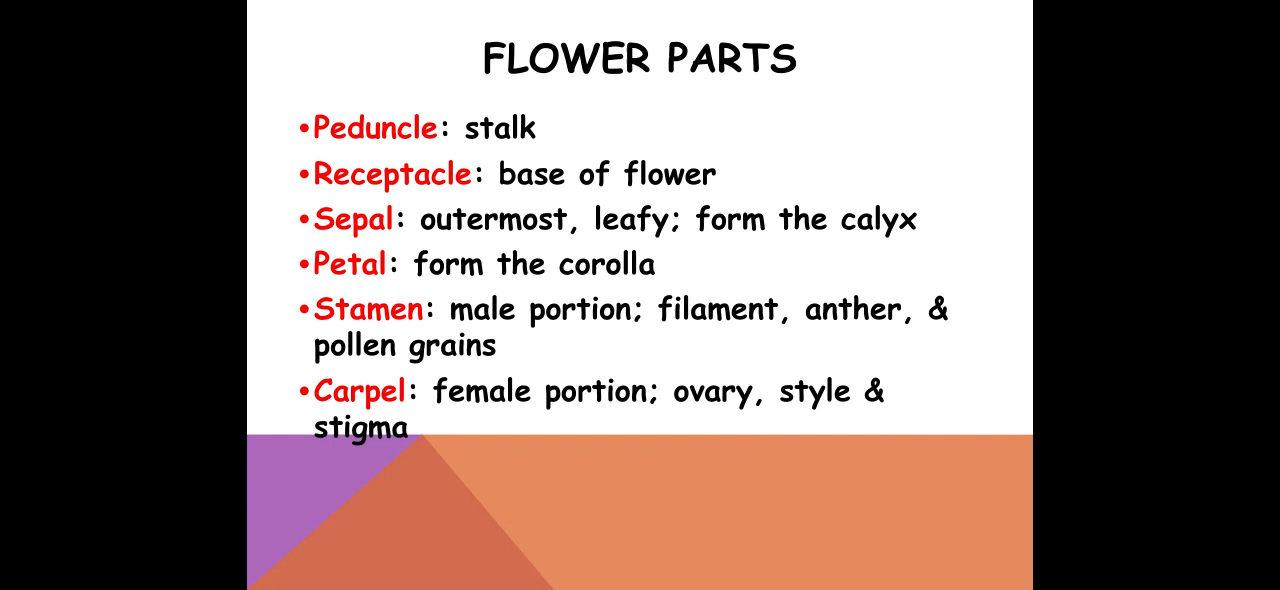 FLOWER PARTS
•Peduncle: stalk
•Receptacle: base of flower
•Sepal: outermost, leafy; form the calyx
•Petal: form the corolla
•Stamen: male portion; filament, anther, &
pollen grains
•Carpel: female portion; ovary, style &
stigma